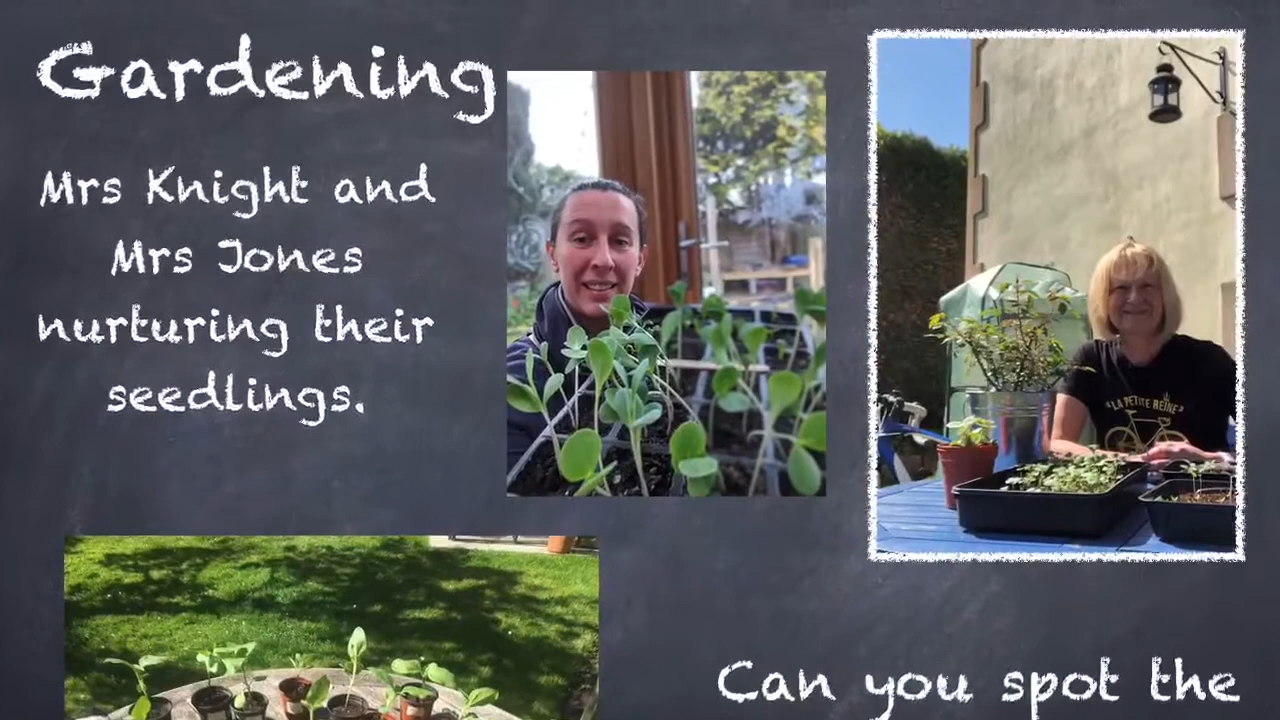 Gardening
Mrs Knight and
Mrs Jones
nurturing their
seedlings.
"LA PETITE REINE"
Can you spot the